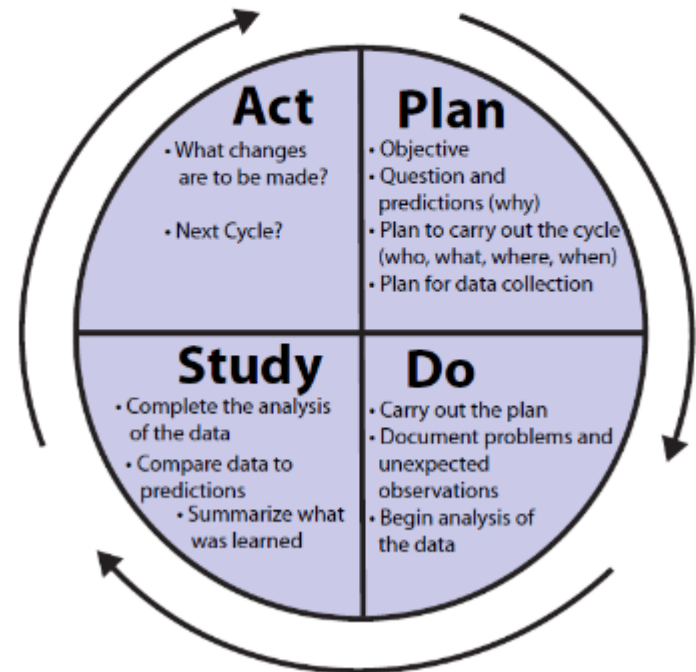 Act
• What changes
are to be made?
• Next Cycle?
Plan
• Objective
• Question and
predictions (why)
• Plan to carry out the cycle
(who, what, where, when)
• Plan for data collection
Study
• Complete the analysis
of the data
• Compare data to
predictions
• Summarize what
was learned
Do
• Carry out the plan
• Document problems and
unexpected
observations
• Begin analysis of
the data